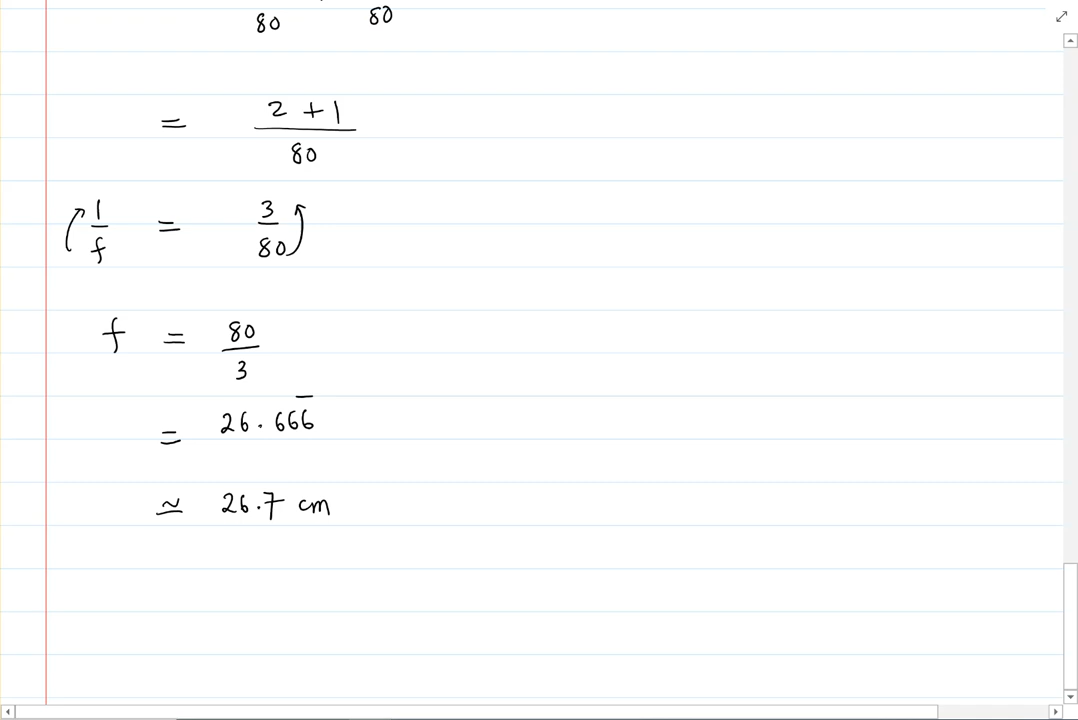 80 80
= 2 + 1 / 80
1/f = 3/80
f = 80/3
= 26.666̅
≃ 26.7 cm